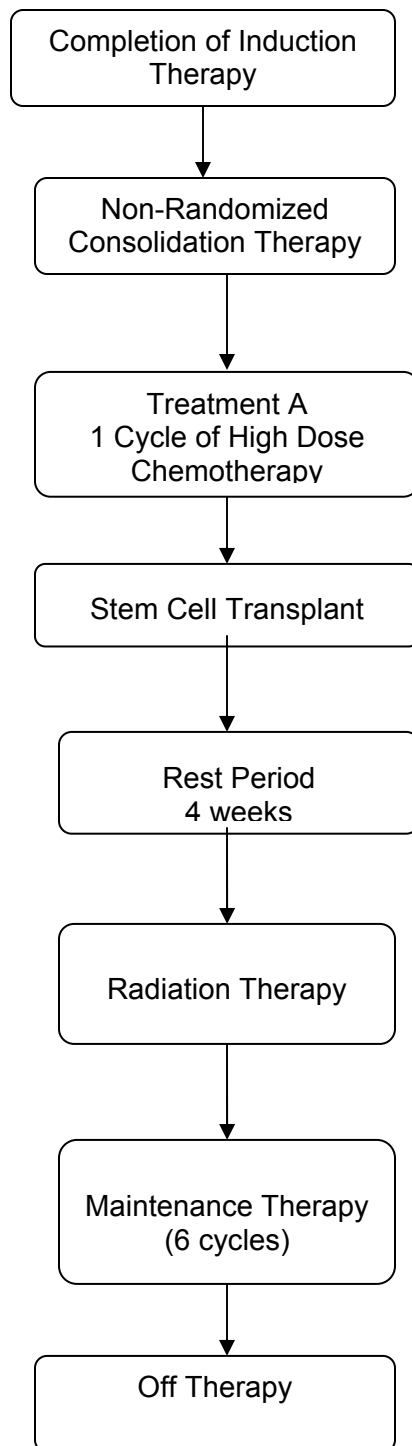 Completion of Induction
Therapy
Non-Randomized
Consolidation Therapy
Treatment A
1 Cycle of High Dose
Chemotherapy
Stem Cell Transplant
Rest Period
4 weeks
Radiation Therapy
Maintenance Therapy
(6 cycles)
Off Therapy